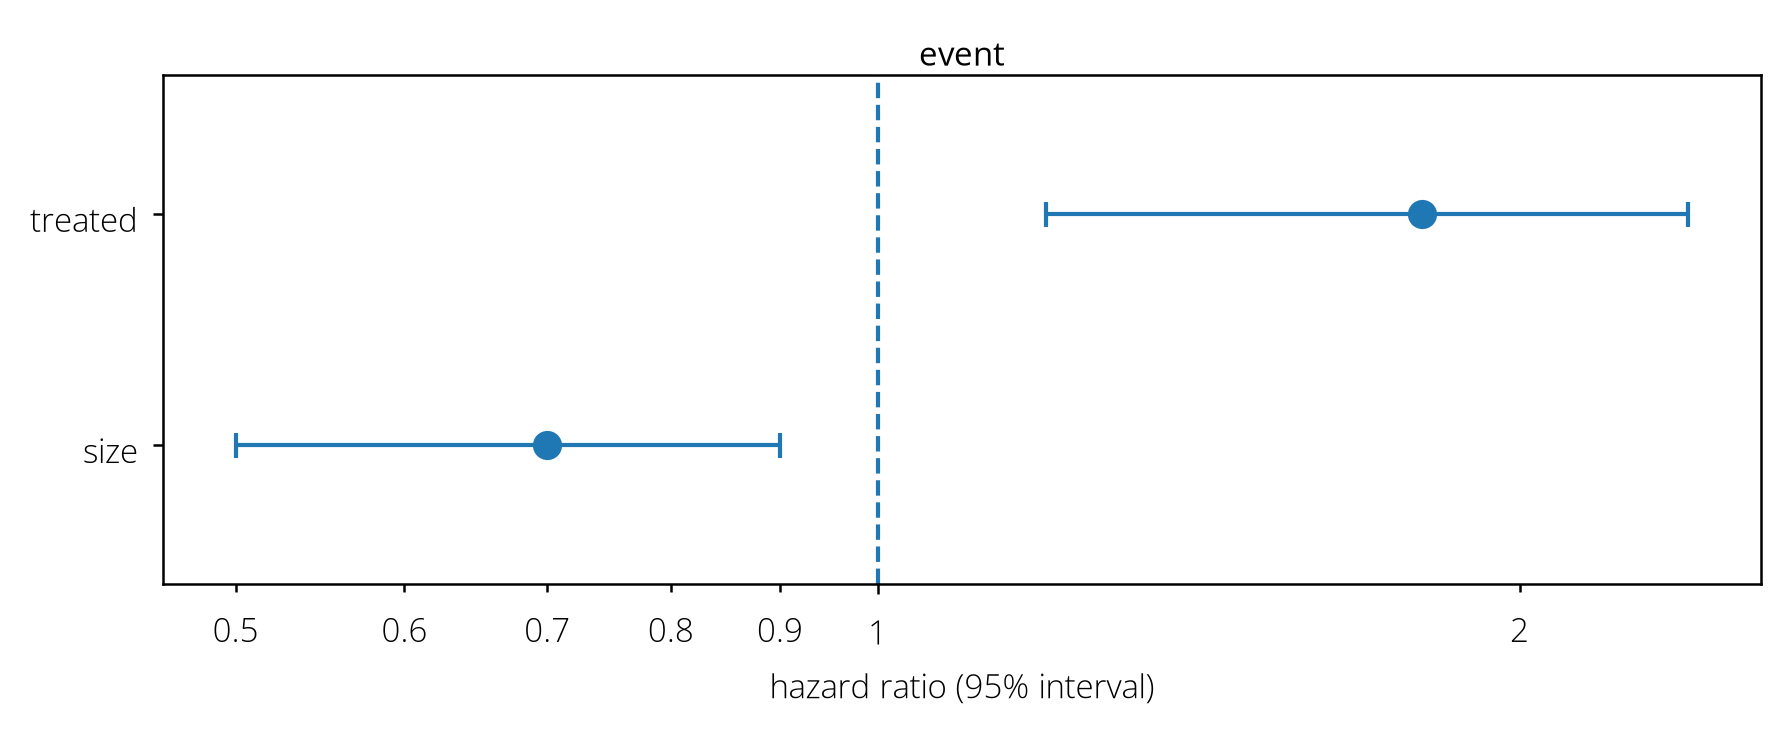 event
treated
size
0.5 0.6 0.7 0.8 0.9 1 2
hazard ratio (95% interval)